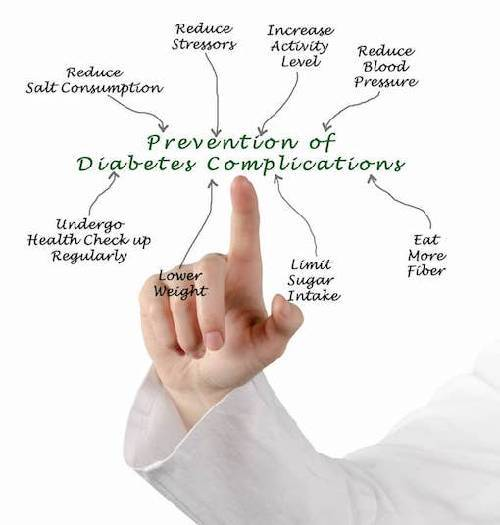 Reduce
Stressors
Increase
Activity
Level
Reduce
Blood
Pressure
Reduce
Salt Consumption
Prevention of
Diabetes Complications
Undergo
Health Check up
Regularly
Lower
Weight
Limit
Sugar
Intake
Eat
More
Fiber